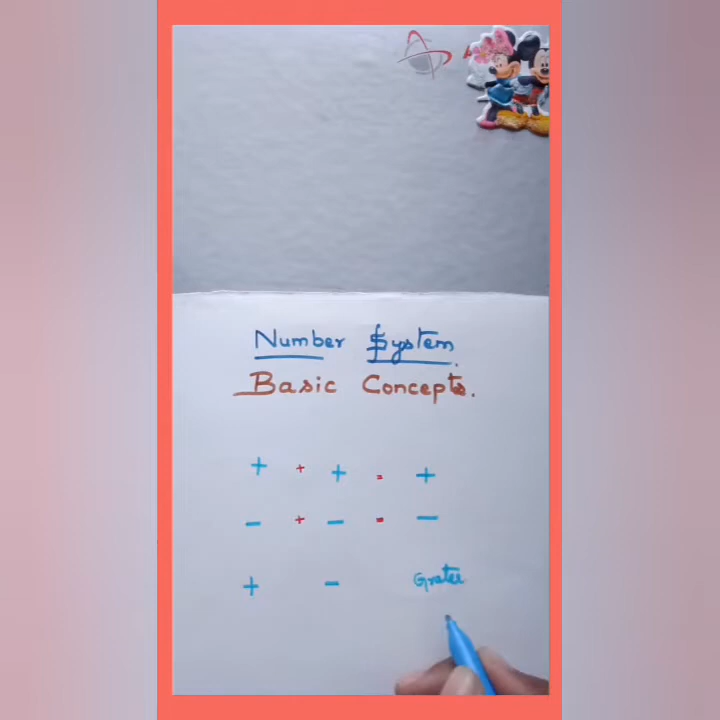 Number System.
Basic Concepts.
+ + + = +
- + - = -
+ - Grater